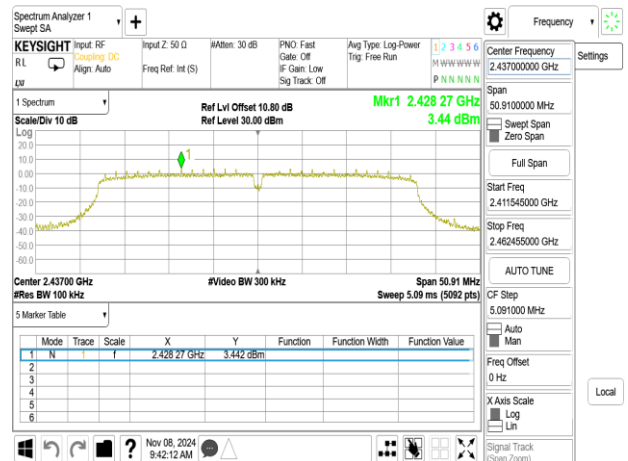 Spectrum Analyzer 1
Swept SA
Frequency
KEYSIGHT
RL
LXI
Input: RF
Coupling: DC
Align: Auto
Input Z: 50 Ω
Freq Ref: Int (S)
#Atten: 30 dB
PNO: Fast
Gate: Off
IF Gain: Low
Sig Track: Off
Avg Type: Log-Power
Trig: Free Run
1 2 3 4 5 6
M W W W W W
P N N N N N
1 Spectrum
Scale/Div 10 dB
Ref Lvl Offset 10.80 dB
Ref Level 30.00 dBm
Mkr1 2.428 27 GHz
3.44 dBm
Log
20.0
10.0
0.00
-10.0
-20.0
-30.0
-40.0
-50.0
-60.0
1
Center 2.43700 GHz
#Res BW 100 kHz
#Video BW 300 kHz
Span 50.91 MHz
Sweep 5.09 ms (5092 pts)
5 Marker Table
Mode Trace Scale X Y Function Function Width Function Value
1 N 1 f 2.428 27 GHz 3.442 dBm
2
3
4
5
6
Nov 08, 2024
9:42:12 AM
Center Frequency
2.437000000 GHz
Settings
Span
50.9100000 MHz
Swept Span
Zero Span
Full Span
Start Freq
2.411545000 GHz
Stop Freq
2.462455000 GHz
AUTO TUNE
CF Step
5.091000 MHz
Auto
Man
Freq Offset
0 Hz
X Axis Scale
Log
Lin
Local
Signal Track
(Span Zoom)